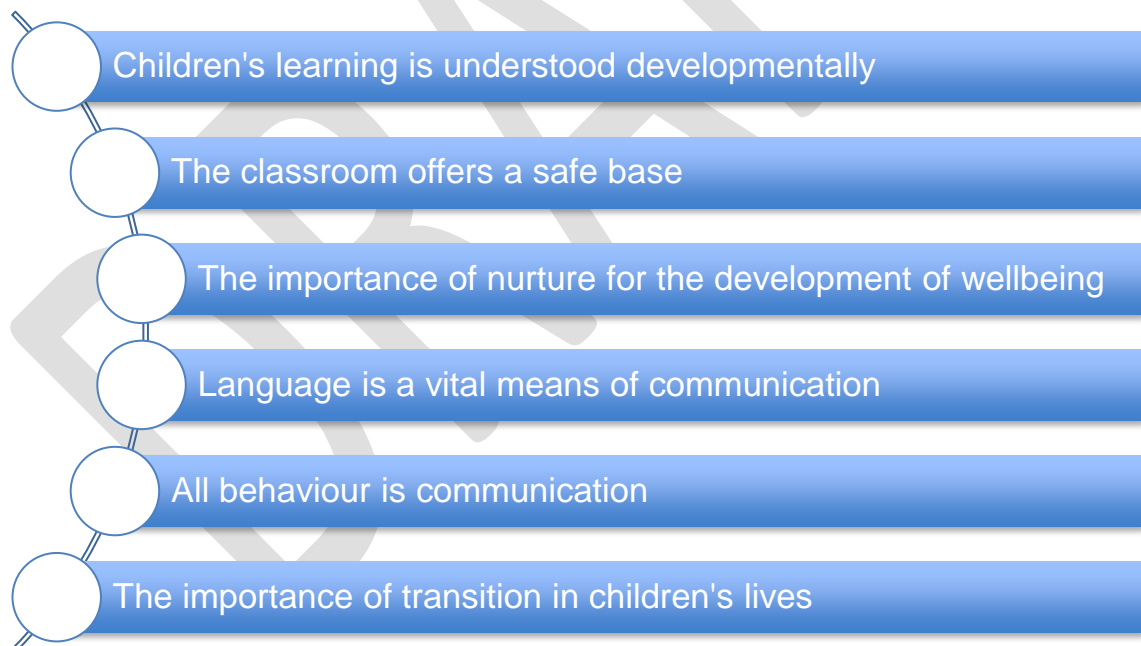 Children's learning is understood developmentally
The classroom offers a safe base
The importance of nurture for the development of wellbeing
Language is a vital means of communication
All behaviour is communication
The importance of transition in children's lives